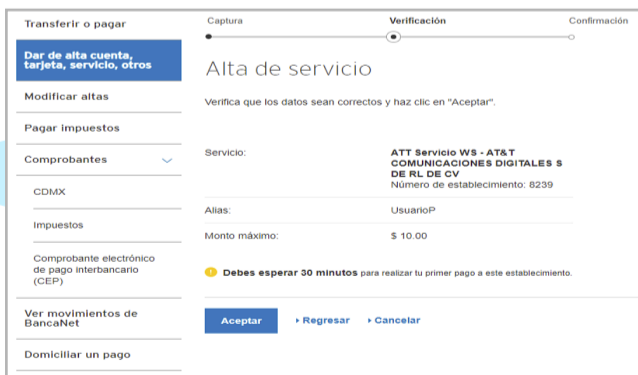 Transferir o pagar
Dar de alta cuenta,
tarjeta, servicio, otros
Modificar altas
Pagar impuestos
Comprobantes
CDMX
Impuestos
Comprobante electrónico
de pago interbancario
(CEP)
Ver movimientos de
BancaNet
Domiciliar un pago
Captura
Verificación
Confirmación
Alta de servicio
Verifica que los datos sean correctos y haz clic en "Aceptar".
Servicio:
ATT Servicio WS - AT&T
COMUNICACIONES DIGITALES S
DE RL DE CV
Número de establecimiento: 8239
Alias:
UsuarioP
Monto máximo:
$ 10.00
Debes esperar 30 minutos para realizar tu primer pago a este establecimiento.
Aceptar
Regresar
Cancelar